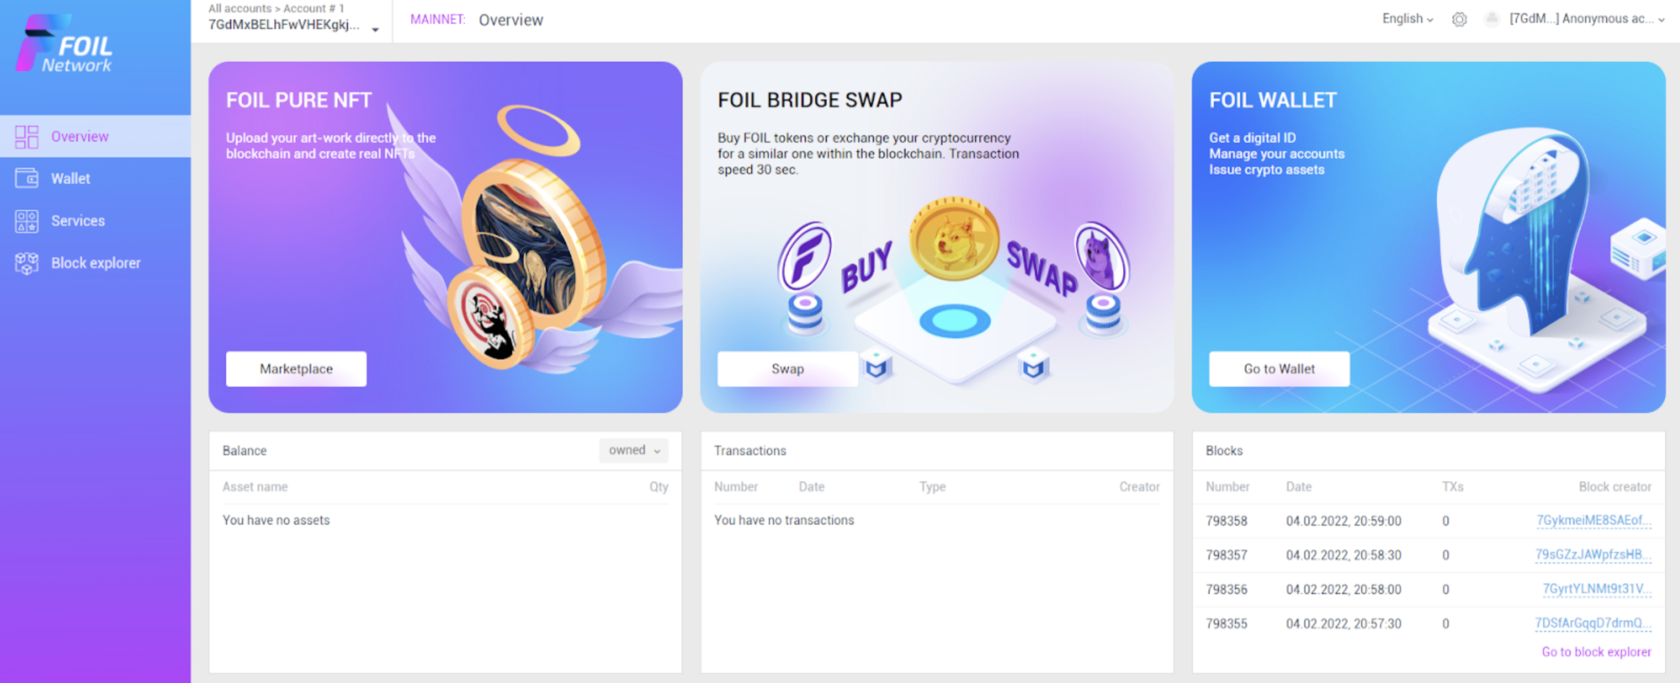 FOIL
Network
Overview
Wallet
Services
Block explorer
All accounts > Account # 1
7GdMxBELhFwVHEKgkj...
MAINNET:
Overview
English
[7GdM...] Anonymous ac...
FOIL PURE NFT
Upload your art-work directly to the
blockchain and create real NFTs
Marketplace
FOIL BRIDGE SWAP
Buy FOIL tokens or exchange your cryptocurrency
for a similar one within the blockchain. Transaction
speed 30 sec.
BUY
SWAP
Swap
FOIL WALLET
Get a digital ID
Manage your accounts
Issue crypto assets
Go to Wallet
Balance
owned
Asset name Qty
You have no assets
Transactions
Number Date Type Creator
You have no transactions
Blocks
Number Date TXs Block creator
798358 04.02.2022, 20:59:00 0 7GykmeiME8SAEof...
798357 04.02.2022, 20:58:30 0 79sGZzJAWpfzsHB...
798356 04.02.2022, 20:58:00 0 7GyrtYLNMt9t31V...
798355 04.02.2022, 20:57:30 0 7DSfArGqqD7drmQ...
Go to block explorer